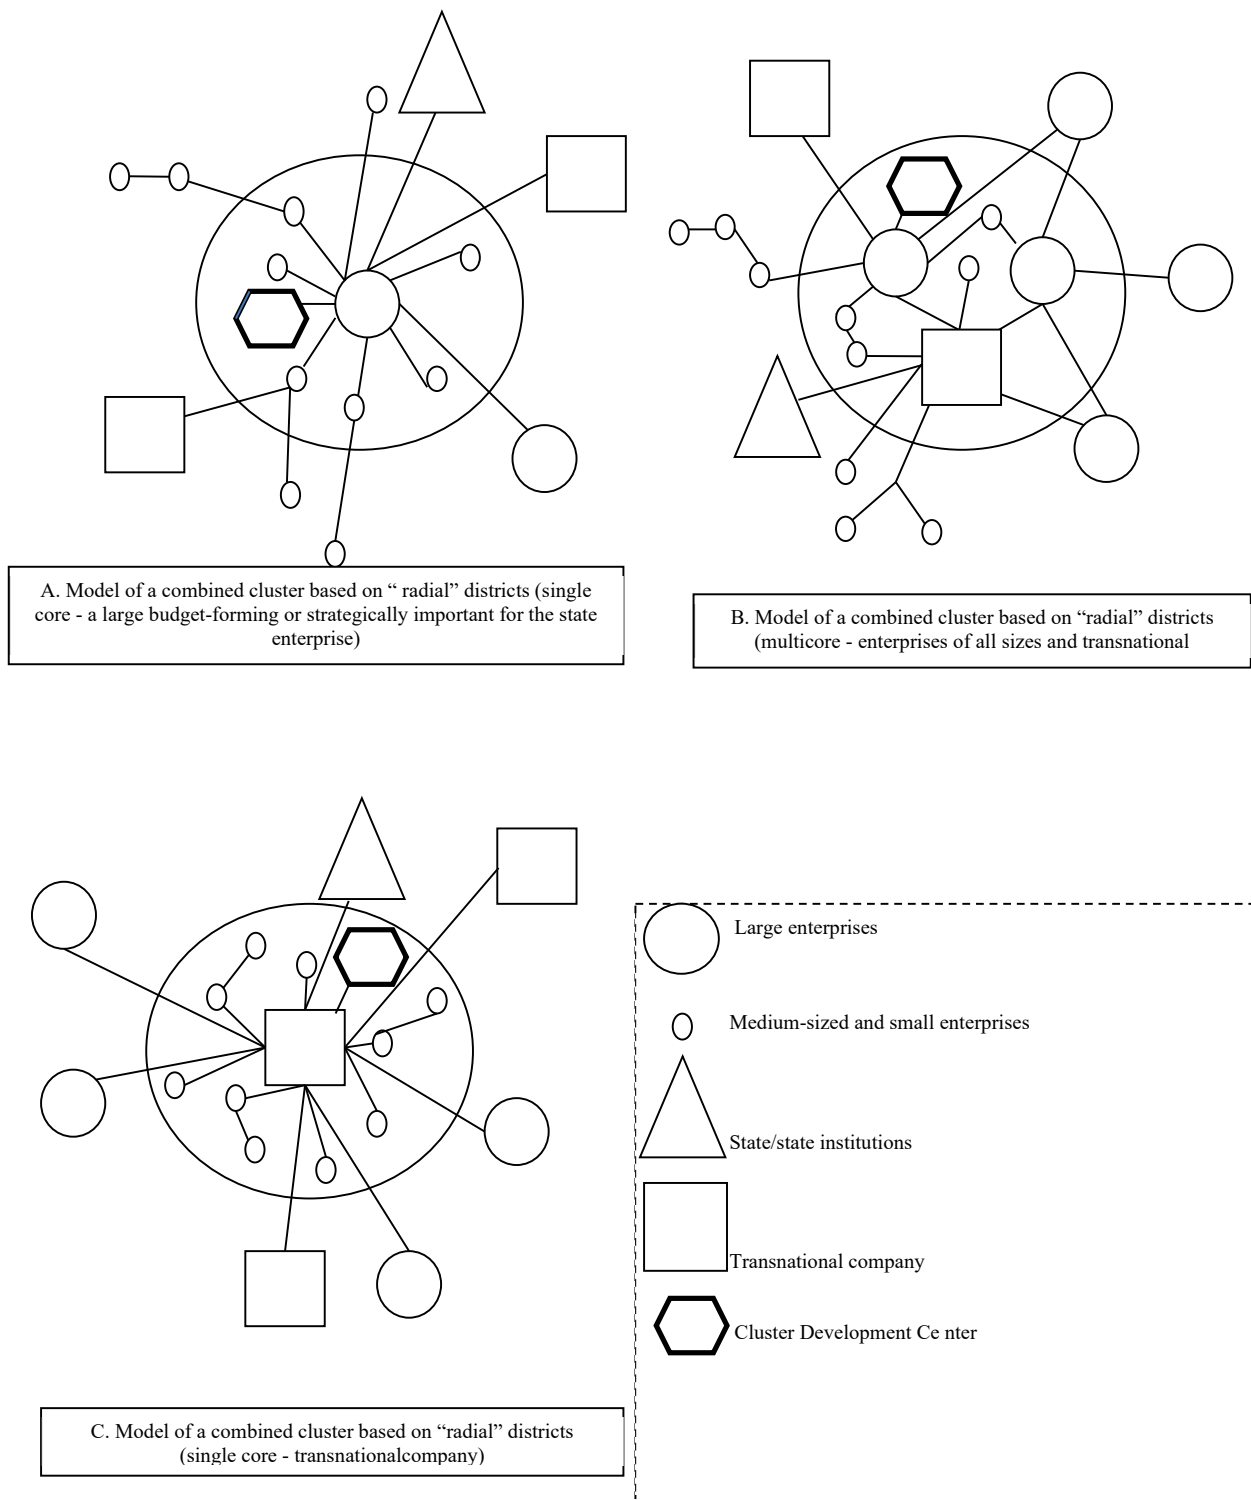 A. Model of a combined cluster based on “ radial” districts (single
core - a large budget-forming or strategically important for the state
enterprise)
B. Model of a combined cluster based on “radial” districts
(multicore - enterprises of all sizes and transnational
C. Model of a combined cluster based on “radial” districts
(single core - transnationalcompany)
Large enterprises
Medium-sized and small enterprises
State/state institutions
Transnational company
Cluster Development Ce nter